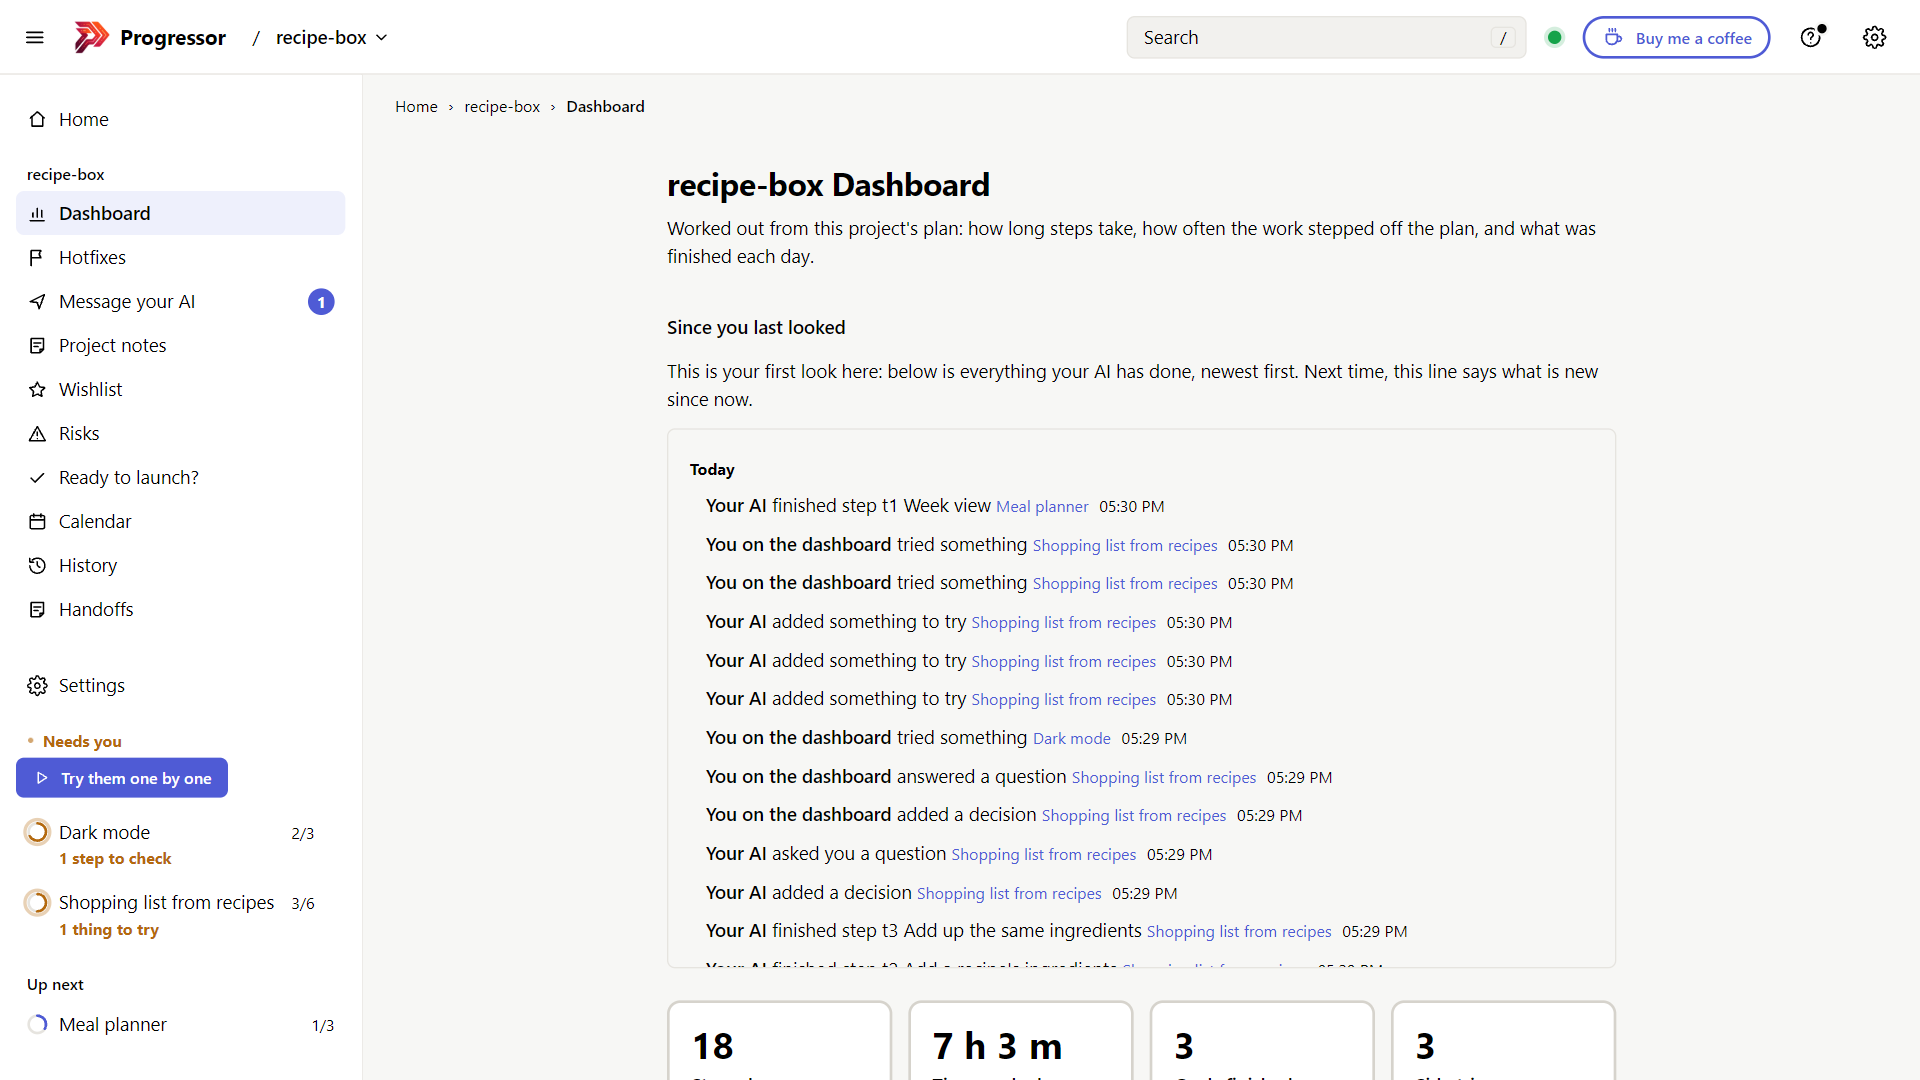 Progressor / recipe-box
Search /
Buy me a coffee
Home
recipe-box
Dashboard
Hotfixes
Message your AI 1
Project notes
Wishlist
Risks
Ready to launch?
Calendar
History
Handoffs
Settings
Needs you
Try them one by one
Dark mode 2/3
1 step to check
Shopping list from recipes 3/6
1 thing to try
Up next
Meal planner 1/3
Home › recipe-box › Dashboard
recipe-box Dashboard
Worked out from this project's plan: how long steps take, how often the work stepped off the plan, and what was
finished each day.
Since you last looked
This is your first look here: below is everything your AI has done, newest first. Next time, this line says what is new
since now.
Today
Your AI finished step t1 Week view Meal planner 05:30 PM
You on the dashboard tried something Shopping list from recipes 05:30 PM
You on the dashboard tried something Shopping list from recipes 05:30 PM
Your AI added something to try Shopping list from recipes 05:30 PM
Your AI added something to try Shopping list from recipes 05:30 PM
Your AI added something to try Shopping list from recipes 05:30 PM
You on the dashboard tried something Dark mode 05:29 PM
You on the dashboard answered a question Shopping list from recipes 05:29 PM
You on the dashboard added a decision Shopping list from recipes 05:29 PM
Your AI asked you a question Shopping list from recipes 05:29 PM
Your AI added a decision Shopping list from recipes 05:29 PM
Your AI finished step t3 Add up the same ingredients Shopping list from recipes 05:29 PM
18
7 h 3 m
3
3